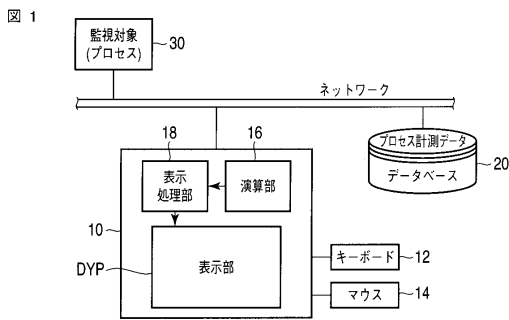 図 1
監視対象
(プロセス)
30
ネットワーク
18
16
プロセス計測データ
データベース
20
表示
処理部
演算部
10
DYP
表示部
キーボード
12
マウス
14